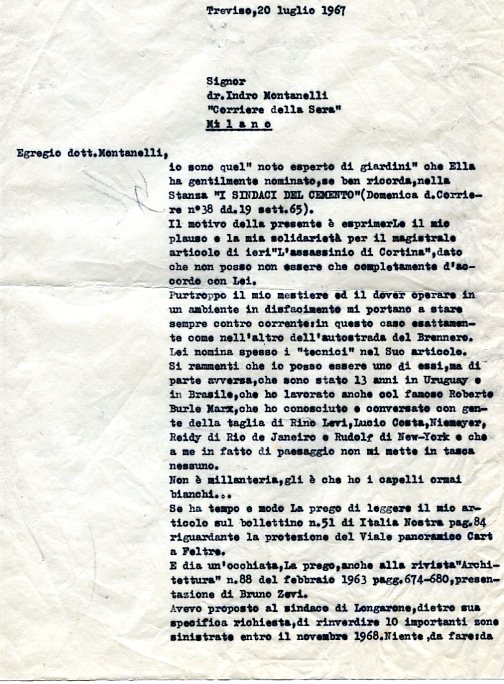 Treviso,20 luglio 1967
Signor
dr.Indro Montanelli
"Corriere della Sera"
Milano
Egregio dott.Montanelli,
io sono quel" noto esperto di giardini" che Ella
ha gentilmente nominato,se ben ricorda,nella
Stanza "I SINDACI DEL CEMENTO"(Domenica d.Corrie-
re n°38 dd.19 sett.65).
Il motivo della presente è esprimerLe il mio
plauso e la mia solidarietà per il magistrale
articolo di ieri"L'assassinio di Cortina",dato
che non posso non essere che completamente d'ac-
cordo con Lei.
Purtroppo il mio mestiere ed il dover operare in
un ambiente in disfacimento mi portano a stare
sempre contro corrente:in questo caso esattamen-
te come nell'altro dell'autostrada del Brennero.
Lei nomina spesso i "tecnici" nel Suo articolo.
Si rammenti che io posso essere uno di essi,ma di
parte avversa,che sono stato 13 anni in Uruguay e
in Brasile,che ho lavorato anche col famoso Roberto
Burle Marx,che ho conosciuto e conversato con gen-
te della taglia di Rino Levi,Lucio Costa,Niemeyer,
Reidy di Rio de Janeiro e Rudolf di New-York e che
a me in fatto di paesaggio non mi mette in tasca
nessuno.
Non è millanteria,gli è che ho i capelli ormai
bianchi...
Se ha tempo e modo La prego di leggere il mio ar-
ticolo sul bollettino n.51 di Italia Nostra pag.84
riguardante la protesione del Viale panoramico Cart
a Feltre.
E dia un'occhiata,La prego,anche alla rivista"Archi-
tettura" n.88 del febbraio 1963 pagg.674-680,presen-
tazione di Bruno Zevi.
Avevo proposto al sindaco di Longarone,dietro sua
specifica richiesta,di rinverdire 10 importanti zone
sinistrate entro il novembre 1968.Niente,da fare:da